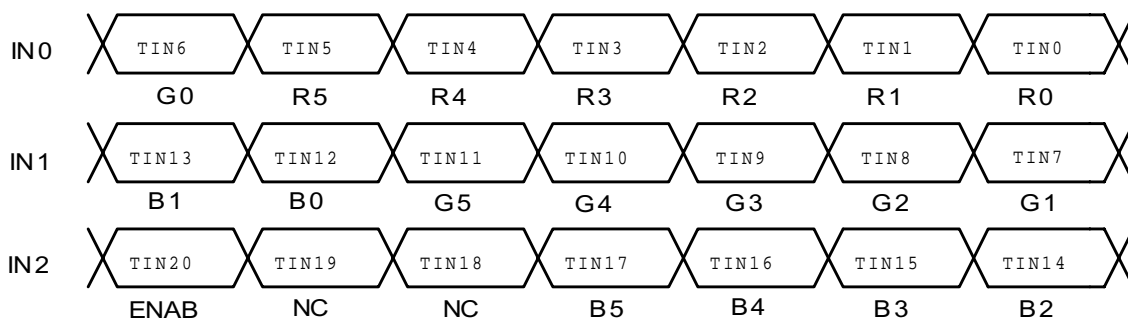 IN0 TIN6 TIN5 TIN4 TIN3 TIN2 TIN1 TIN0
G0 R5 R4 R3 R2 R1 R0
IN1 TIN13 TIN12 TIN11 TIN10 TIN9 TIN8 TIN7
B1 B0 G5 G4 G3 G2 G1
IN2 TIN20 TIN19 TIN18 TIN17 TIN16 TIN15 TIN14
ENAB NC NC B5 B4 B3 B2